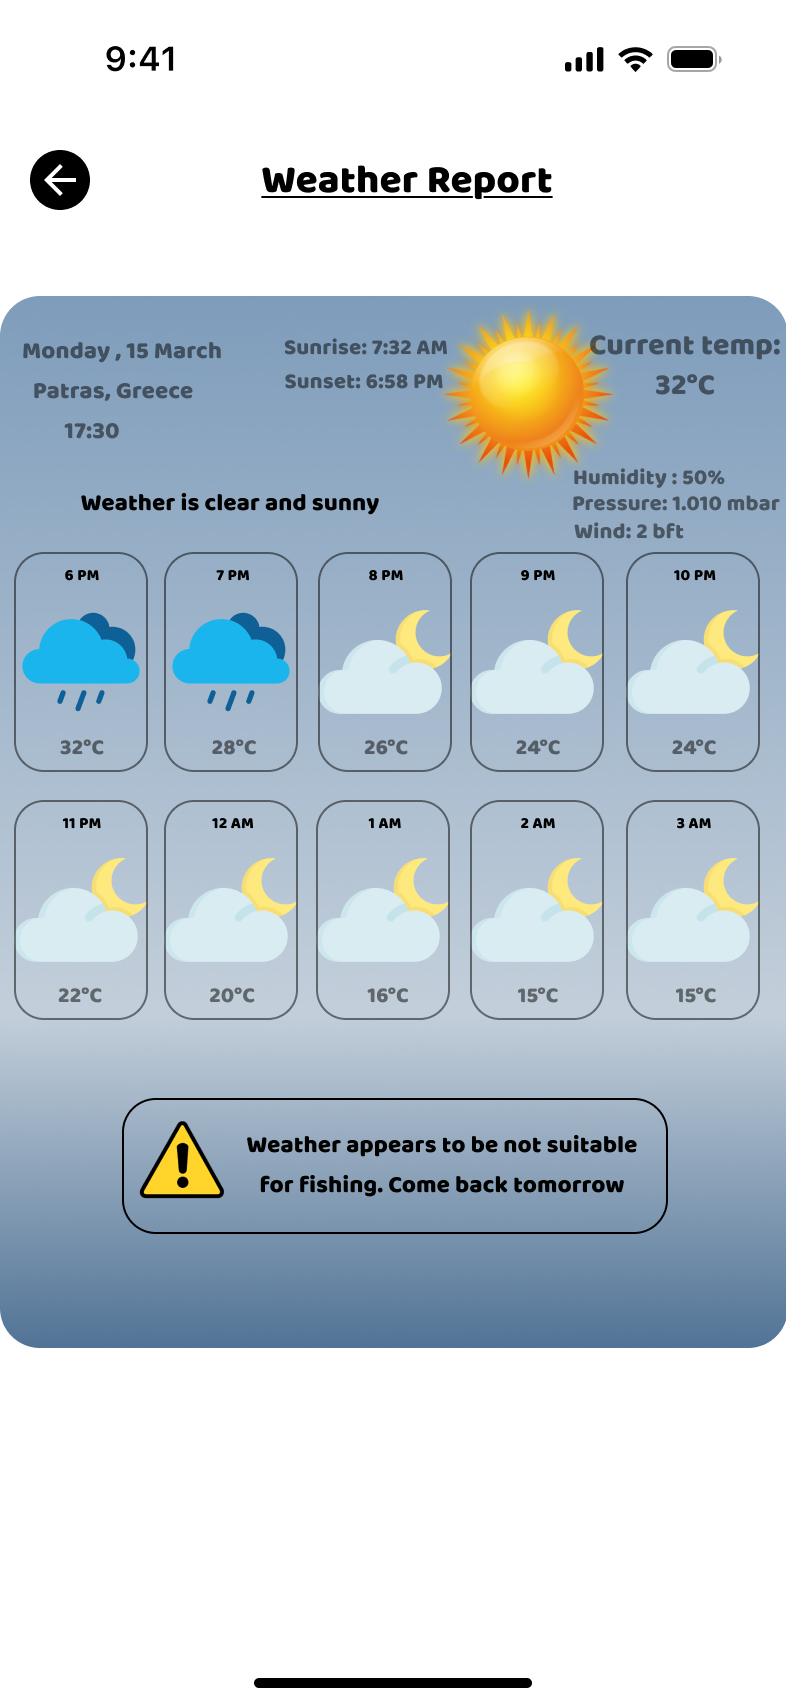 9:41
Weather Report
Monday , 15 March
Patras, Greece
17:30
Sunrise: 7:32 AM
Sunset: 6:58 PM
Current temp:
32°C
Humidity : 50%
Pressure: 1.010 mbar
Wind: 2 bft
Weather is clear and sunny
6 PM
32°C
7 PM
28°C
8 PM
26°C
9 PM
24°C
10 PM
24°C
11 PM
22°C
12 AM
20°C
1 AM
16°C
2 AM
15°C
3 AM
15°C
Weather appears to be not suitable
for fishing. Come back tomorrow